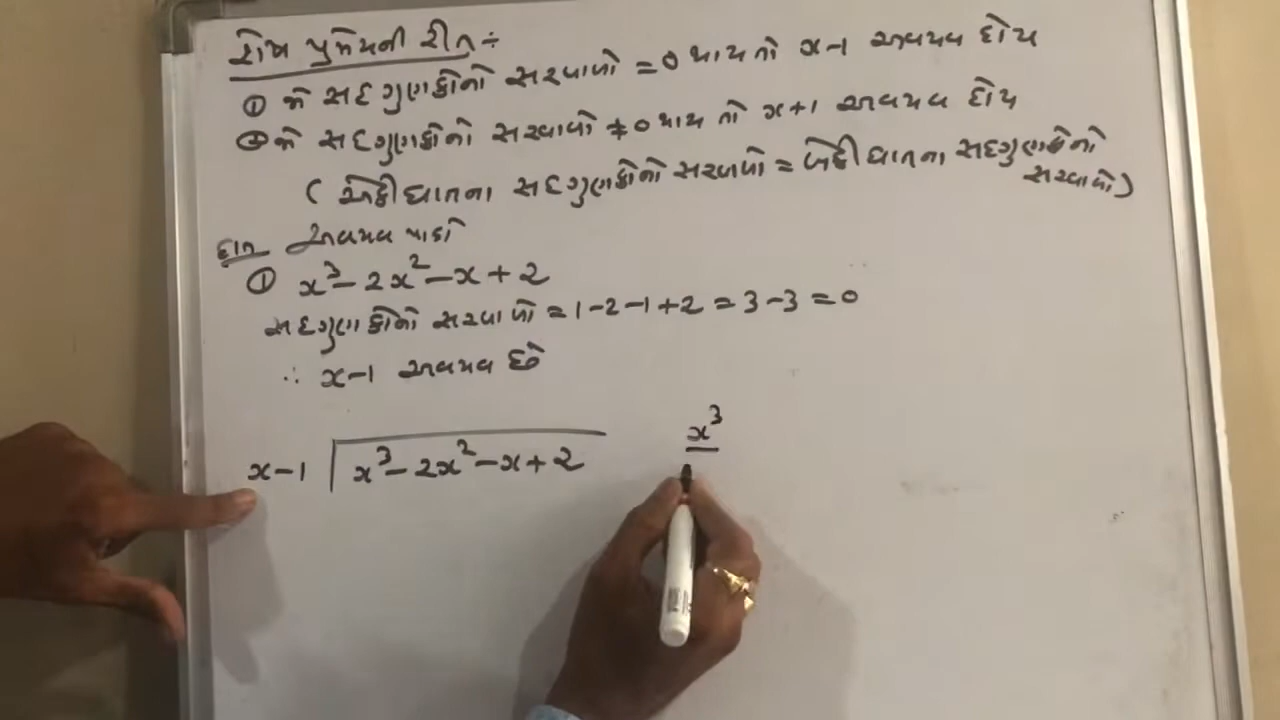 શેષ પ્રમેયની રીત ÷
① જો સહગુણકોનો સરવાળો = 0 થાય તો x-1 અવયવ હોય
② જો સહગુણકોનો સરવાળો ≠ 0 થાય તો x+1 અવયવ હોય
( એકી ઘાતના સહગુણકોનો સરવાળો = બેકી ઘાતના સહગુણકોનો સરવાળો )
દા.ત અવયવ પાડો
① x³ - 2x² - x + 2
સહગુણકોનો સરવાળો = 1 - 2 - 1 + 2 = 3 - 3 = 0
∴ x-1 અવયવ છે
x³
x-1 x³ - 2x² - x + 2